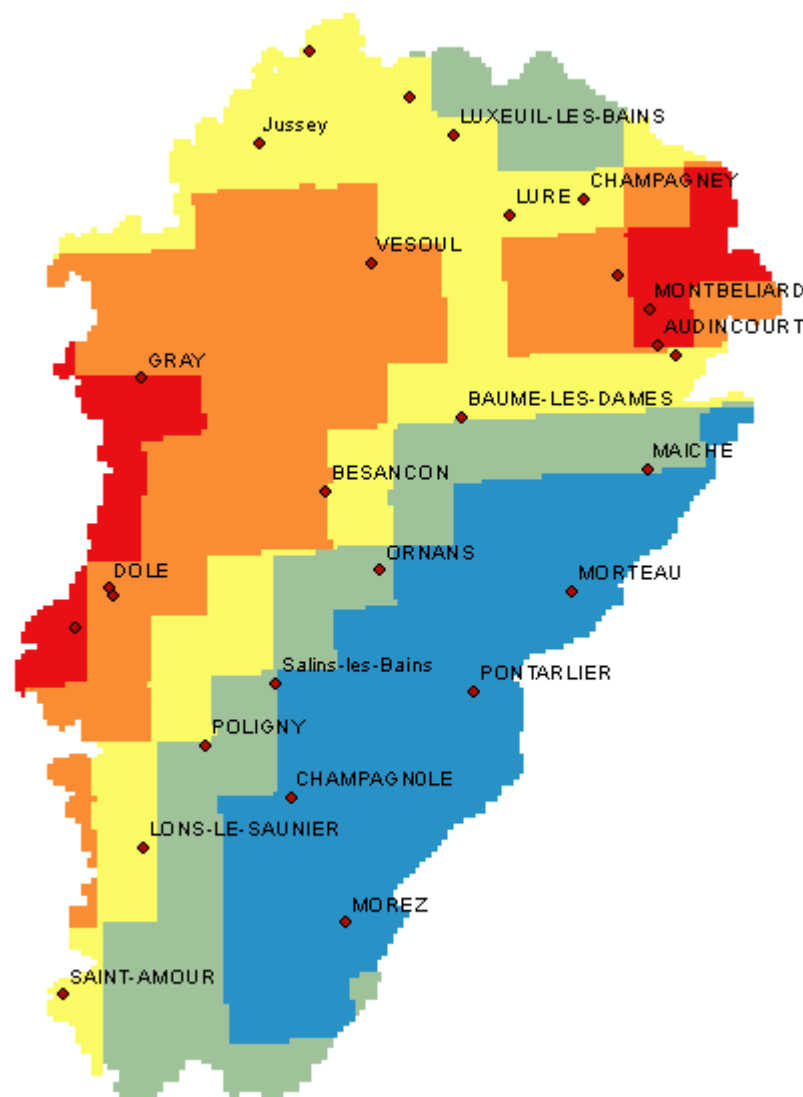 LUXEUIL-LES-BAINS
Jussey
CHAMPAGNEY
LURE
VESOUL
MONTBELIARD
AUDINCOURT
GRAY
BAUME-LES-DAMES
MAICHE
BESANCON
ORNANS
DOLE
MORTEAU
Salins-les-Bains
PONTARLIER
POLIGNY
CHAMPAGNOLE
LONS-LE-SAUNIER
MOREZ
SAINT-AMOUR